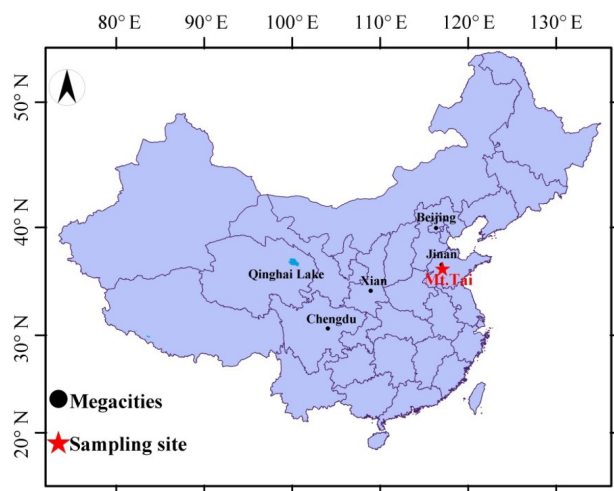 80° E 90° E 100° E 110° E 120° E 130° E
50° N
40° N
30° N
20° N
Beijing
Jinan
Mt.Tai
Qinghai Lake
Xian
Chengdu
Megacities
Sampling site